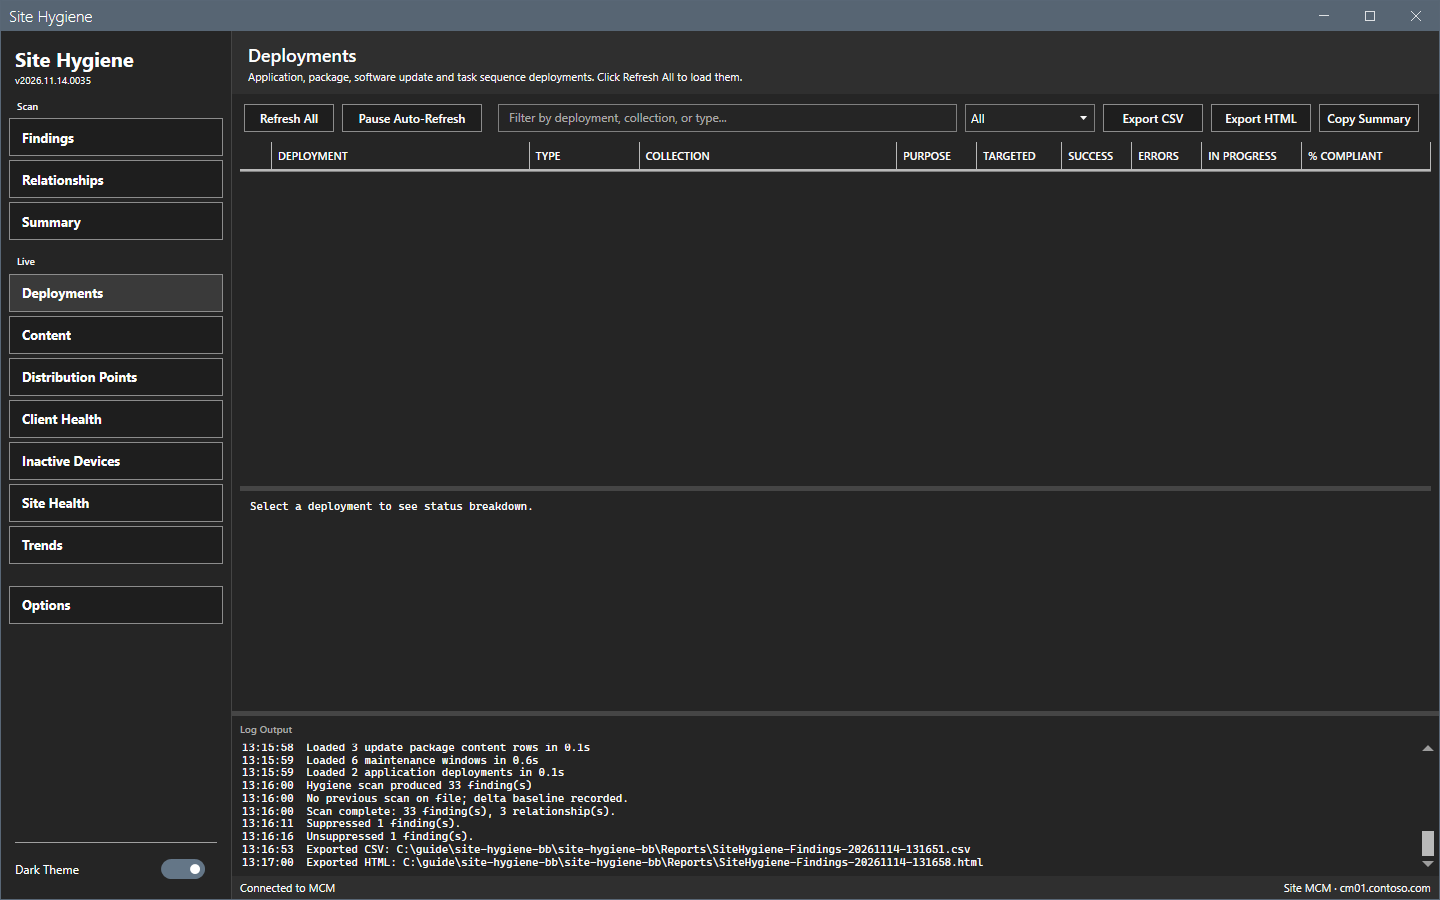 Site Hygiene
Site Hygiene
v2026.11.14.0035
Scan
Findings
Relationships
Summary
Live
Deployments
Content
Distribution Points
Client Health
Inactive Devices
Site Health
Trends
Options
Dark Theme
Deployments
Application, package, software update and task sequence deployments. Click Refresh All to load them.
Refresh All
Pause Auto-Refresh
Filter by deployment, collection, or type...
All
Export CSV
Export HTML
Copy Summary
DEPLOYMENT TYPE COLLECTION PURPOSE TARGETED SUCCESS ERRORS IN PROGRESS % COMPLIANT
Select a deployment to see status breakdown.
Log Output
13:15:58 Loaded 3 update package content rows in 0.1s
13:15:59 Loaded 6 maintenance windows in 0.6s
13:15:59 Loaded 2 application deployments in 0.1s
13:16:00 Hygiene scan produced 33 finding(s)
13:16:00 No previous scan on file; delta baseline recorded.
13:16:00 Scan complete: 33 finding(s), 3 relationship(s).
13:16:11 Suppressed 1 finding(s).
13:16:16 Unsuppressed 1 finding(s).
13:16:53 Exported CSV: C:\guide\site-hygiene-bb\site-hygiene-bb\Reports\SiteHygiene-Findings-20261114-131651.csv
13:17:00 Exported HTML: C:\guide\site-hygiene-bb\site-hygiene-bb\Reports\SiteHygiene-Findings-20261114-131658.html
Connected to MCM
Site MCM · cm01.contoso.com